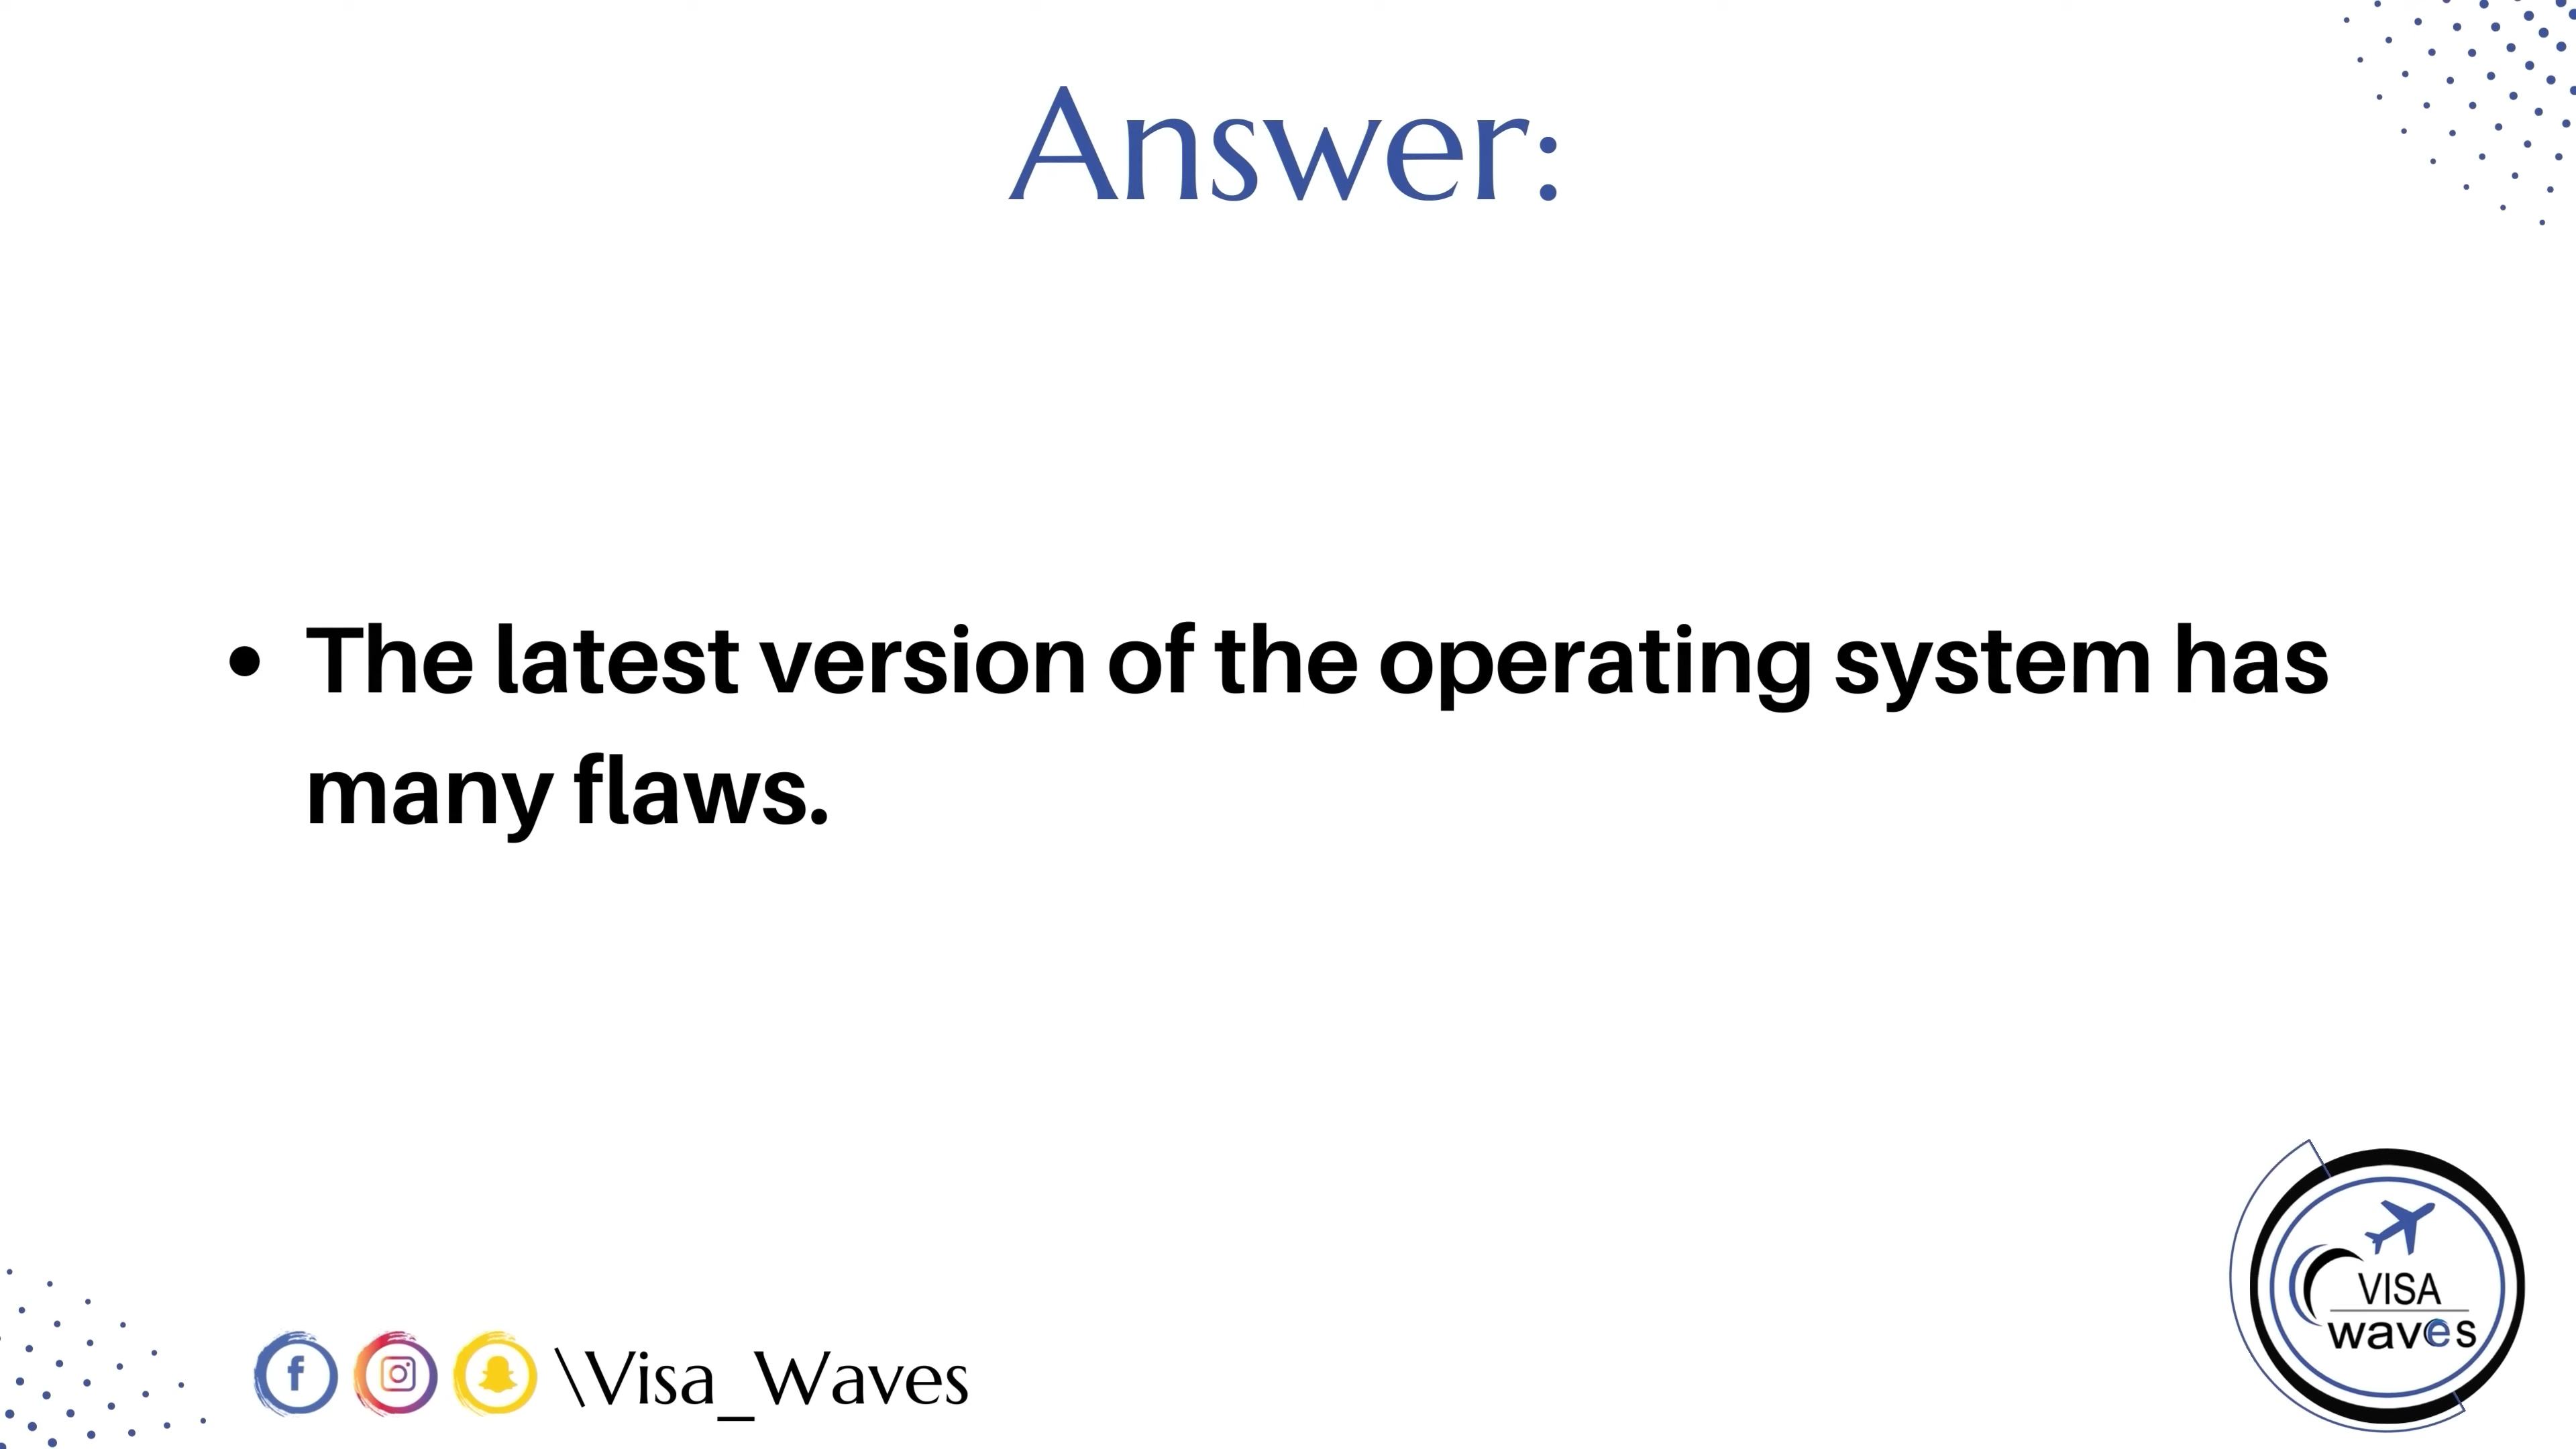 Answer:
• The latest version of the operating system has
many flaws.
\Visa_Waves
VISA
waves